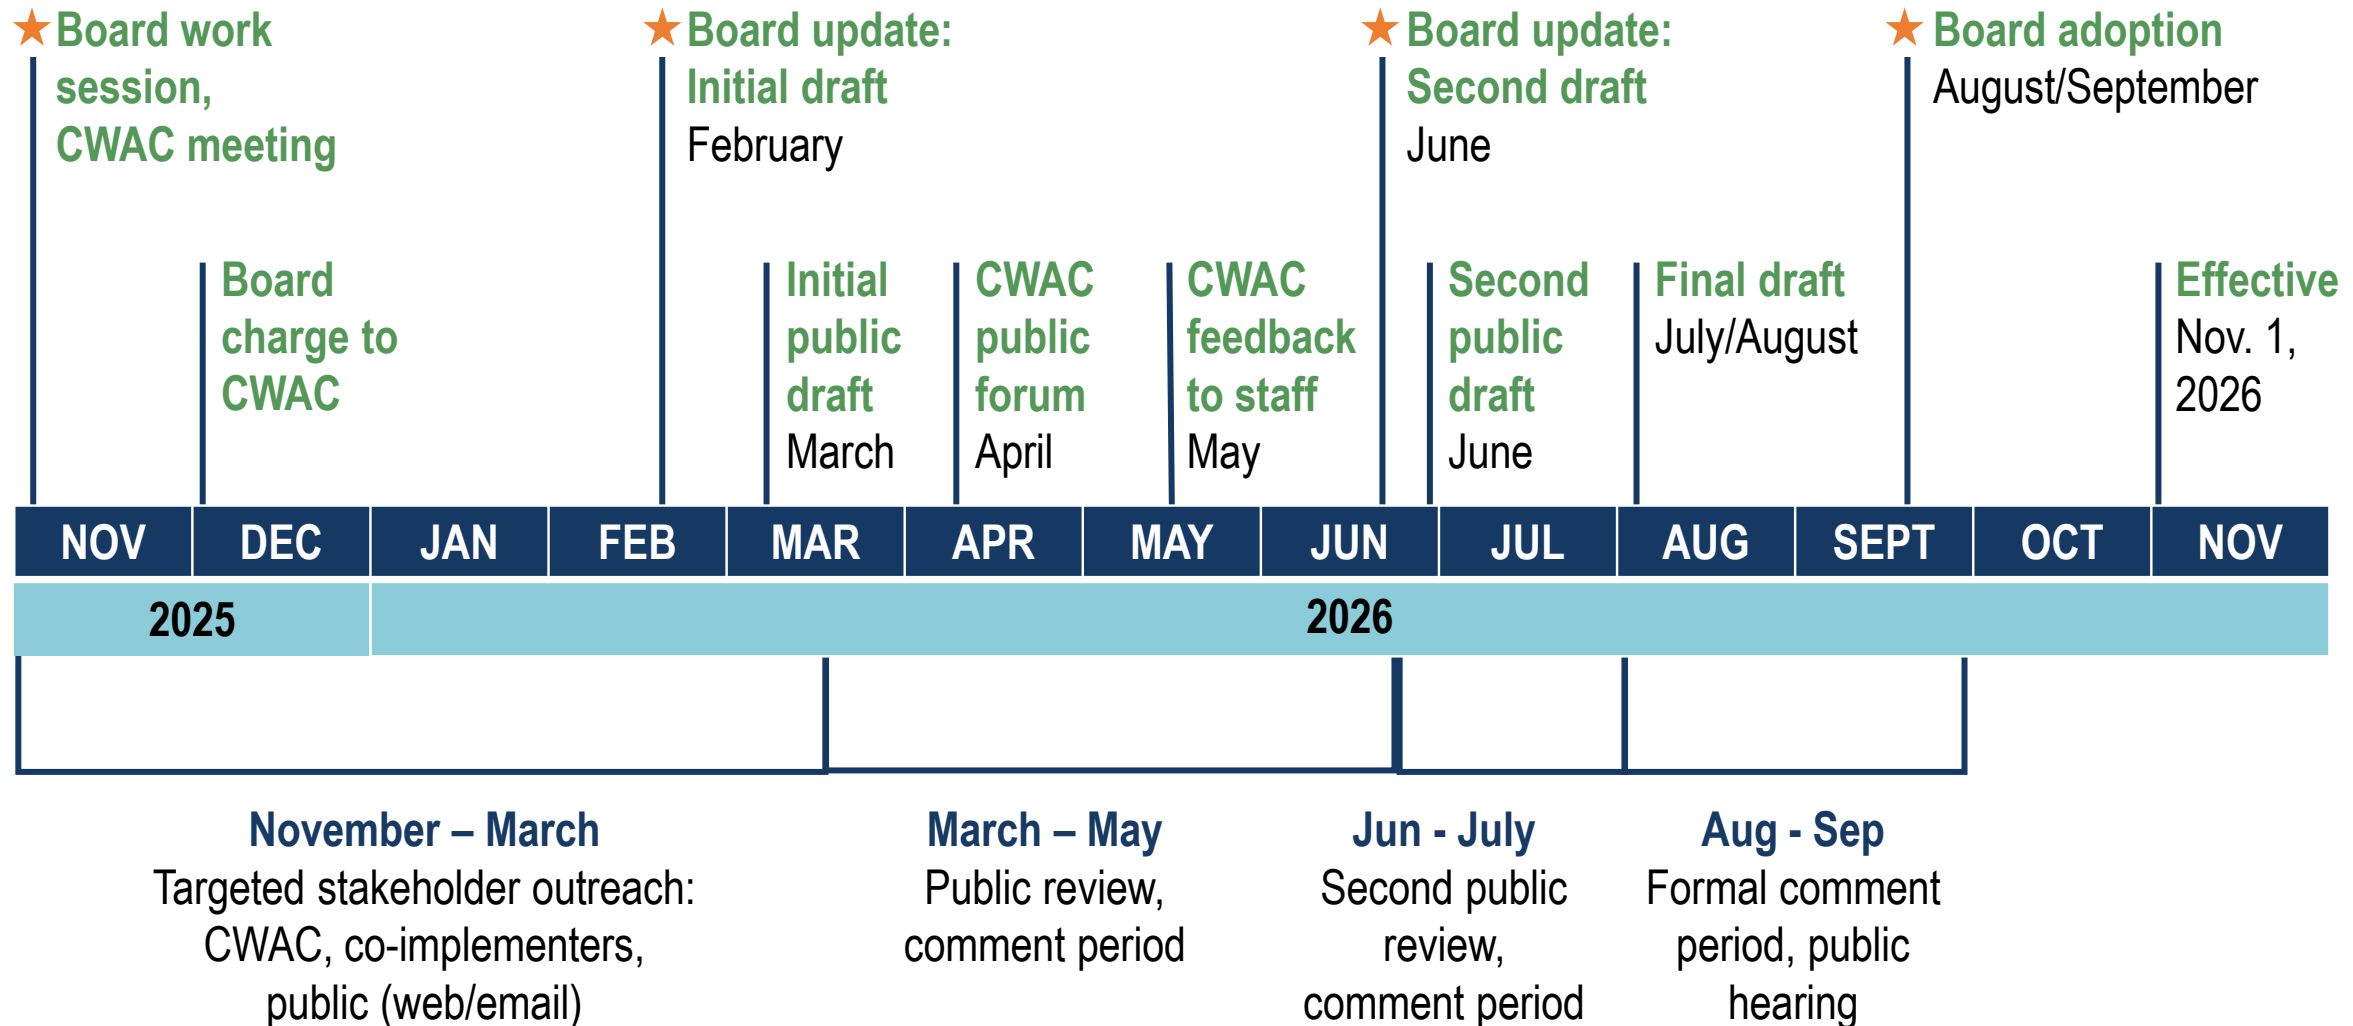 Board work
session,
CWAC meeting
Board update:
Initial draft
February
Board update:
Second draft
June
Board adoption
August/September
Board
charge to
CWAC
Initial
public
draft
March
CWAC
public
forum
April
CWAC
feedback
to staff
May
Second
public
draft
June
Final draft
July/August
Effective
Nov. 1,
2026
NOV DEC JAN FEB MAR APR MAY JUN JUL AUG SEPT OCT NOV
2025 2026
November – March
Targeted stakeholder outreach:
CWAC, co-implementers,
public (web/email)
March – May
Public review,
comment period
Jun - July
Second public
review,
comment period
Aug - Sep
Formal comment
period, public
hearing